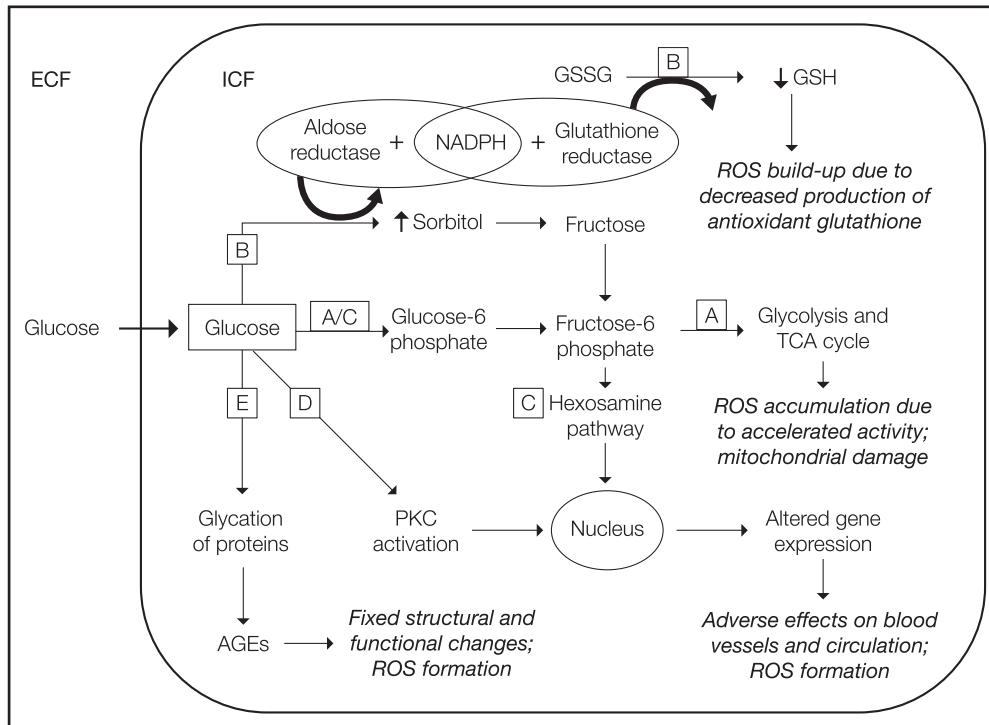 ECF
ICF
GSSG
B
↓ GSH
Aldose
reductase
+
NADPH
+
Glutathione
reductase
ROS build-up due to
decreased production of
antioxidant glutathione
B
↑ Sorbitol
Fructose
Glucose
Glucose
A/C
Glucose-6
phosphate
Fructose-6
phosphate
A
Glycolysis and
TCA cycle
E
D
C
Hexosamine
pathway
ROS accumulation due
to accelerated activity;
mitochondrial damage
Glycation
of proteins
PKC
activation
Nucleus
Altered gene
expression
AGEs
Fixed structural and
functional changes;
ROS formation
Adverse effects on blood
vessels and circulation;
ROS formation